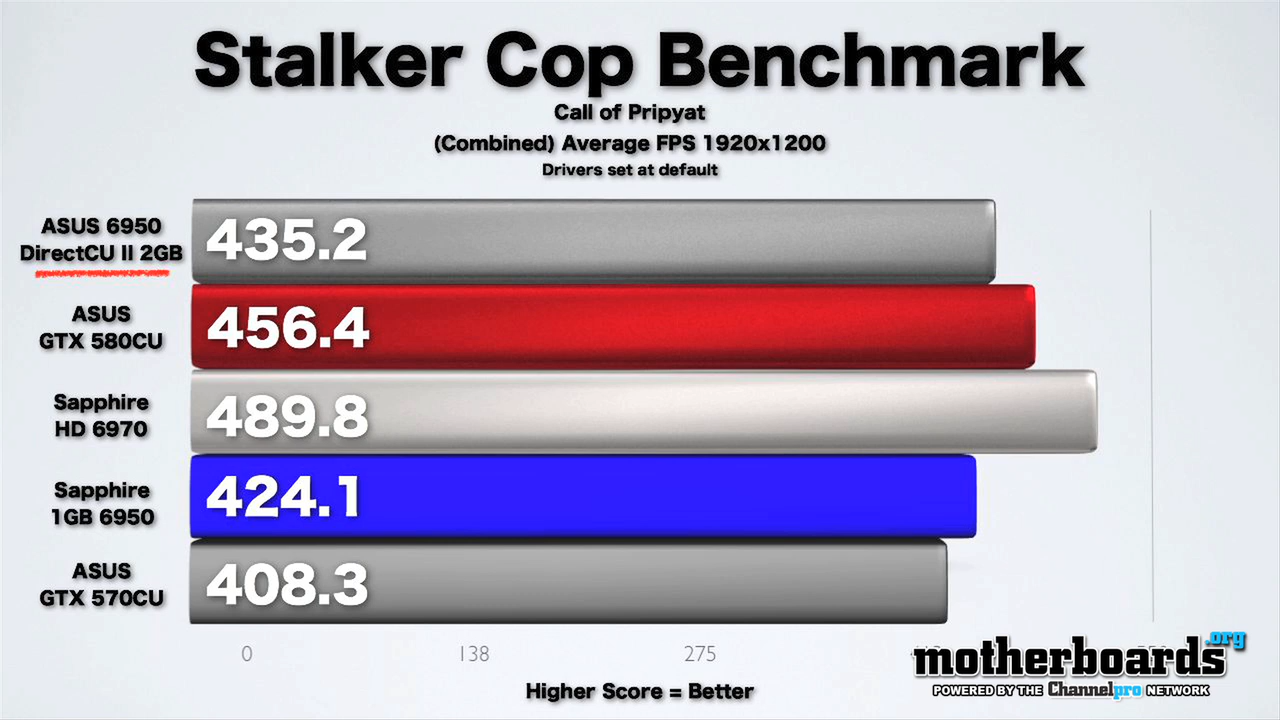 Stalker Cop Benchmark
Call of Pripyat
(Combined) Average FPS 1920x1200
Drivers set at default
ASUS 6950
DirectCU II 2GB
435.2
ASUS
GTX 580CU
456.4
Sapphire
HD 6970
489.8
Sapphire
1GB 6950
424.1
ASUS
GTX 570CU
408.3
0 138 275
motherboards.org
POWERED BY THE Channelpro NETWORK
Higher Score = Better